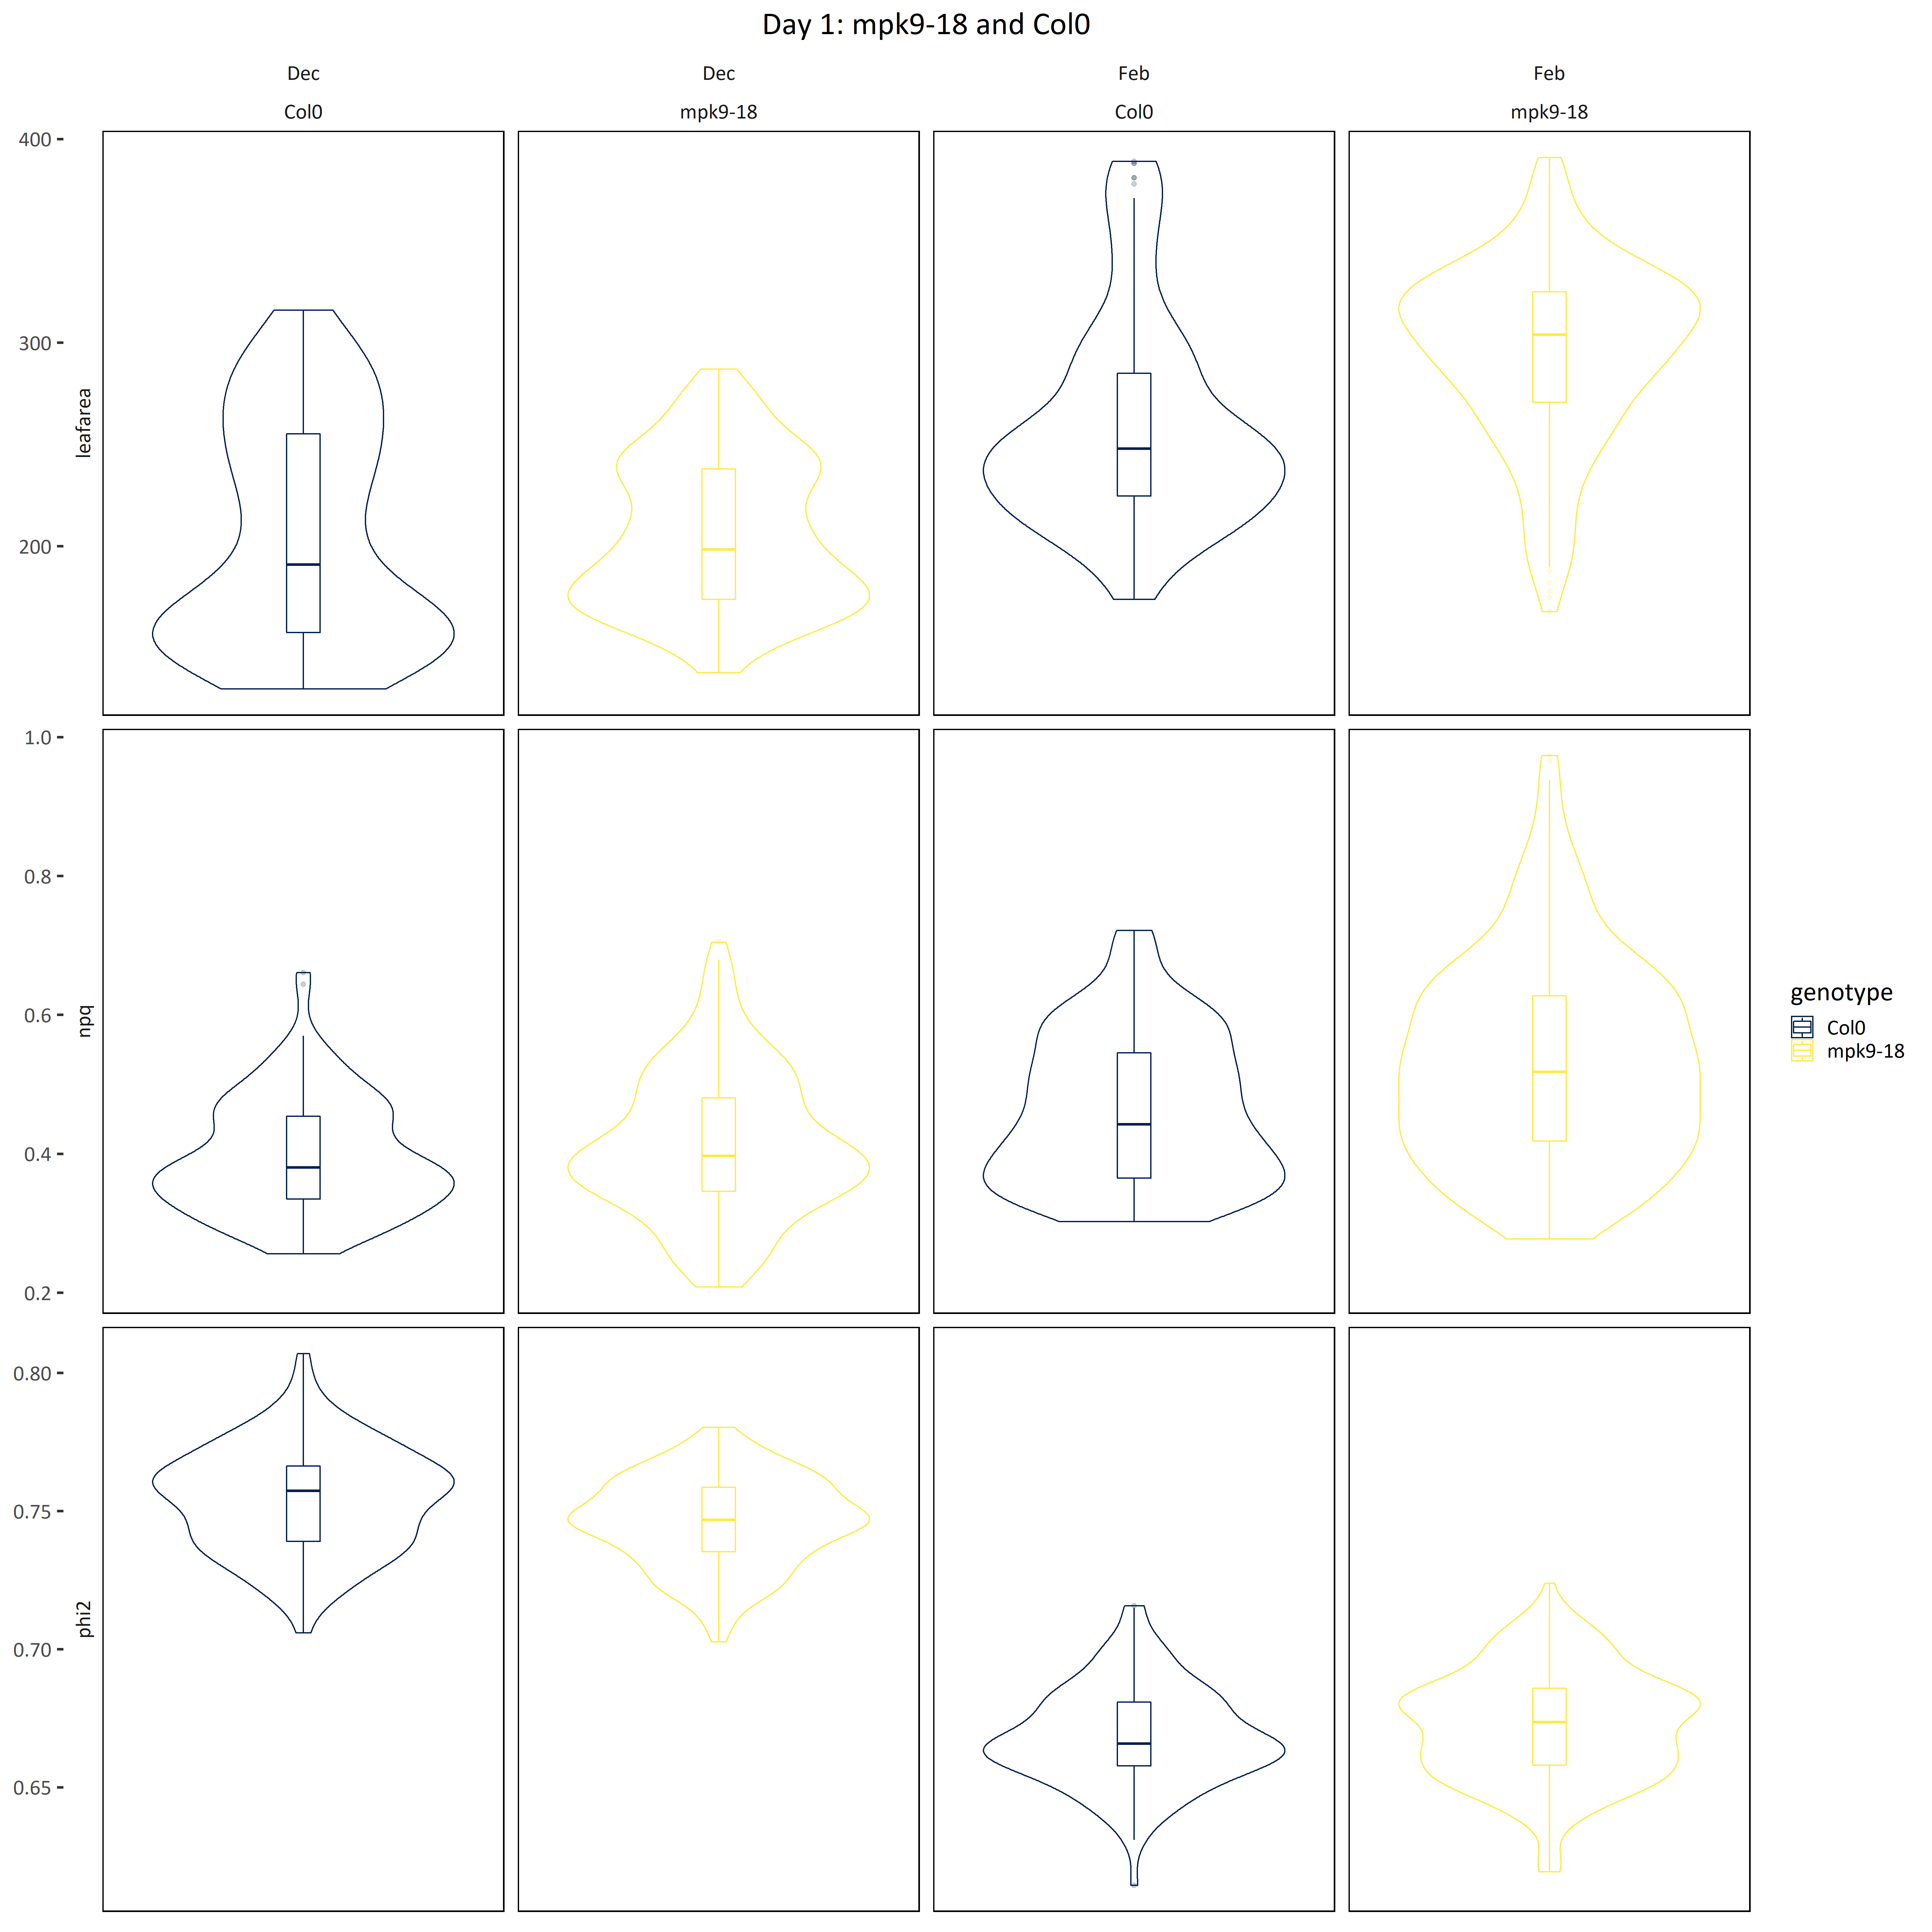 Day 1: mpk9-18 and Col0
Dec Dec Feb Feb
Col0 mpk9-18 Col0 mpk9-18
400
300
200
leafarea
1.0
0.8
0.6
0.4
0.2
npq
0.80
0.75
0.70
0.65
phi2
genotype
Col0
mpk9-18